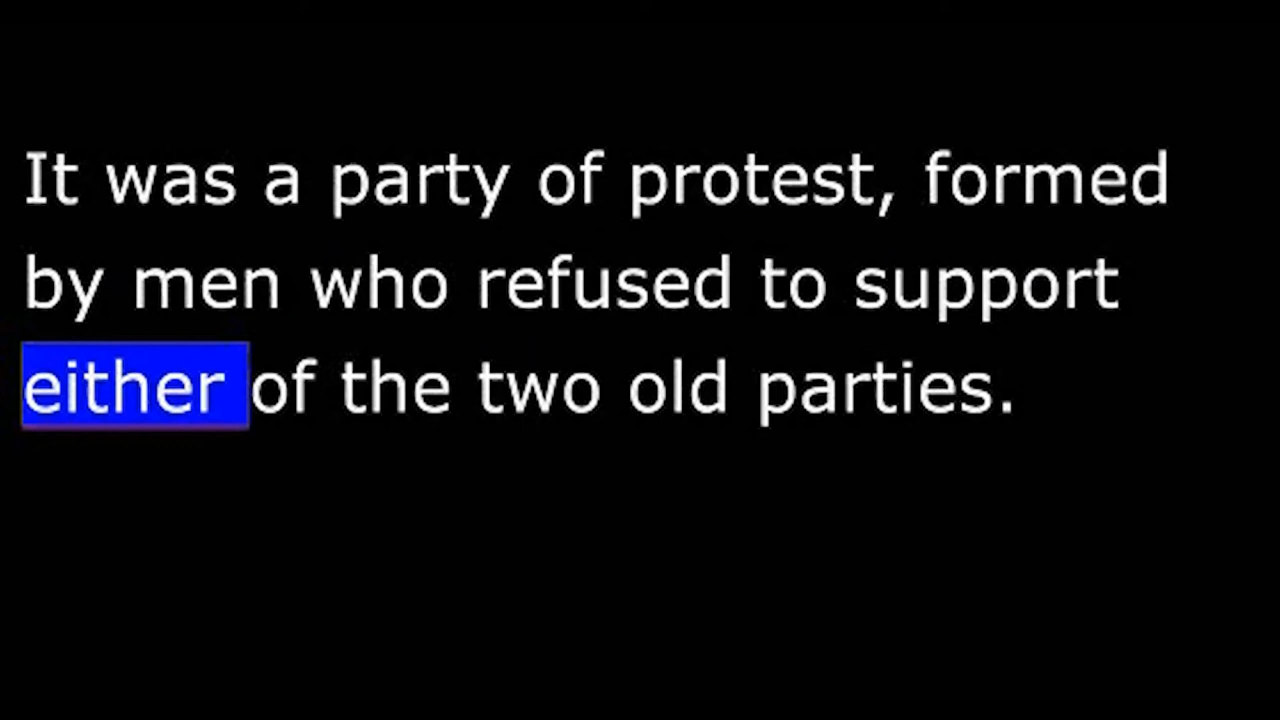 It was a party of protest, formed
by men who refused to support
either of the two old parties.